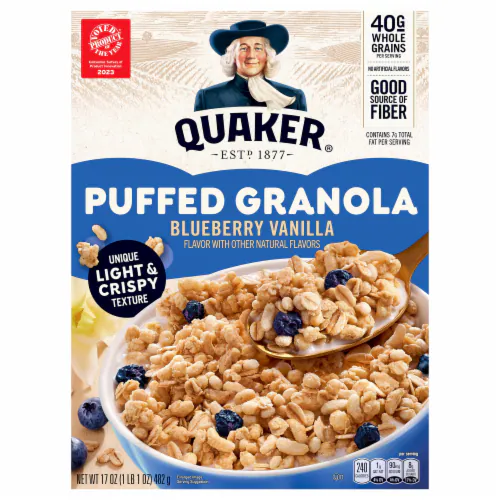 VOTED
PRODUCT
OF
THE YEAR
2023
40G
WHOLE
GRAINS
PER SERVING
NO ARTIFICIAL FLAVORS
GOOD
SOURCE OF
FIBER
CONTAINS 7g TOTAL
FAT PER SERVING
QUAKER®
ESTD 1877
PUFFED GRANOLA
BLUEBERRY VANILLA
FLAVOR WITH OTHER NATURAL FLAVORS
UNIQUE
LIGHT &
CRISPY
TEXTURE
per serving
240
NET WT 17 OZ (1 LB 1 OZ) 482 g